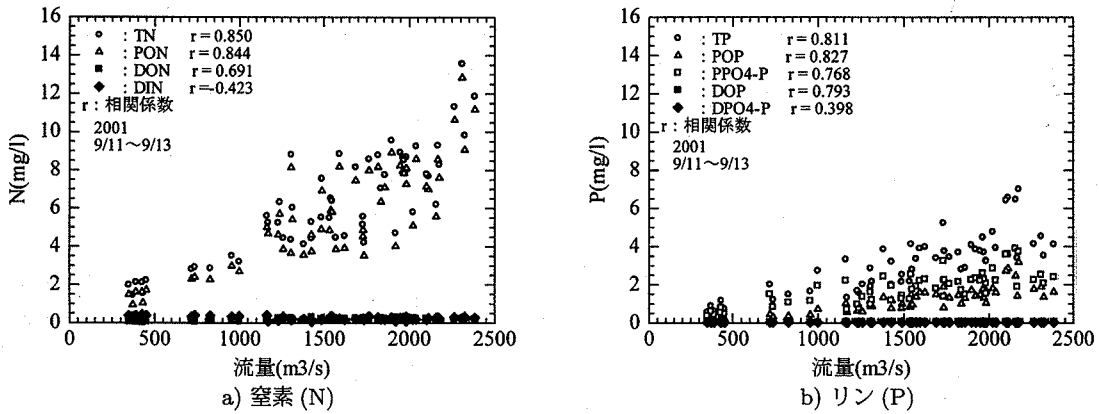 16
14
12
10
8
6
4
2
0
N(mg/l)
: TN r=0.850
: PON r=0.844
: DON r=0.691
: DIN r=-0.423
r : 相関係数
2001
9/11～9/13
0 500 1000 1500 2000 2500
流量(m3/s)
a) 窒素 (N)
16
14
12
10
8
6
4
2
0
P(mg/l)
: TP r=0.811
: POP r=0.827
: PPO4-P r=0.768
: DOP r=0.793
: DPO4-P r=0.398
r : 相関係数
2001
9/11～9/13
0 500 1000 1500 2000 2500
流量(m3/s)
b) リン (P)